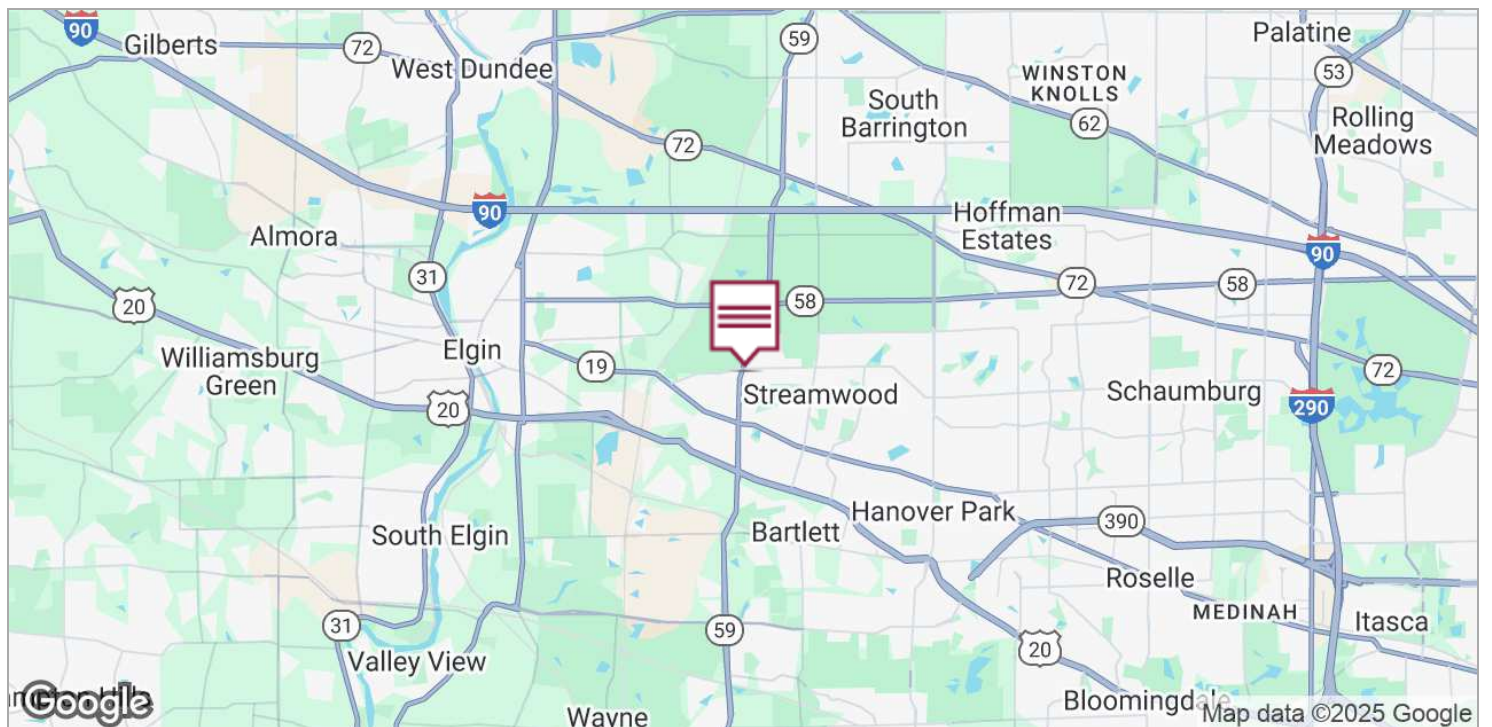 90
Gilberts
72
West Dundee
59
Palatine
WINSTON
KNOLLS
53
South
Barrington
62
Rolling
Meadows
72
90
Almora
Hoffman
Estates
90
31
72
58
20
58
Elgin
Williamsburg
Green
19
72
20
Streamwood
Schaumburg
290
South Elgin
Bartlett
Hanover Park
390
Roselle
MEDINAH
Itasca
31
59
20
Valley View
Bloomingdale
Google
Wayne
Map data ©2025 Google